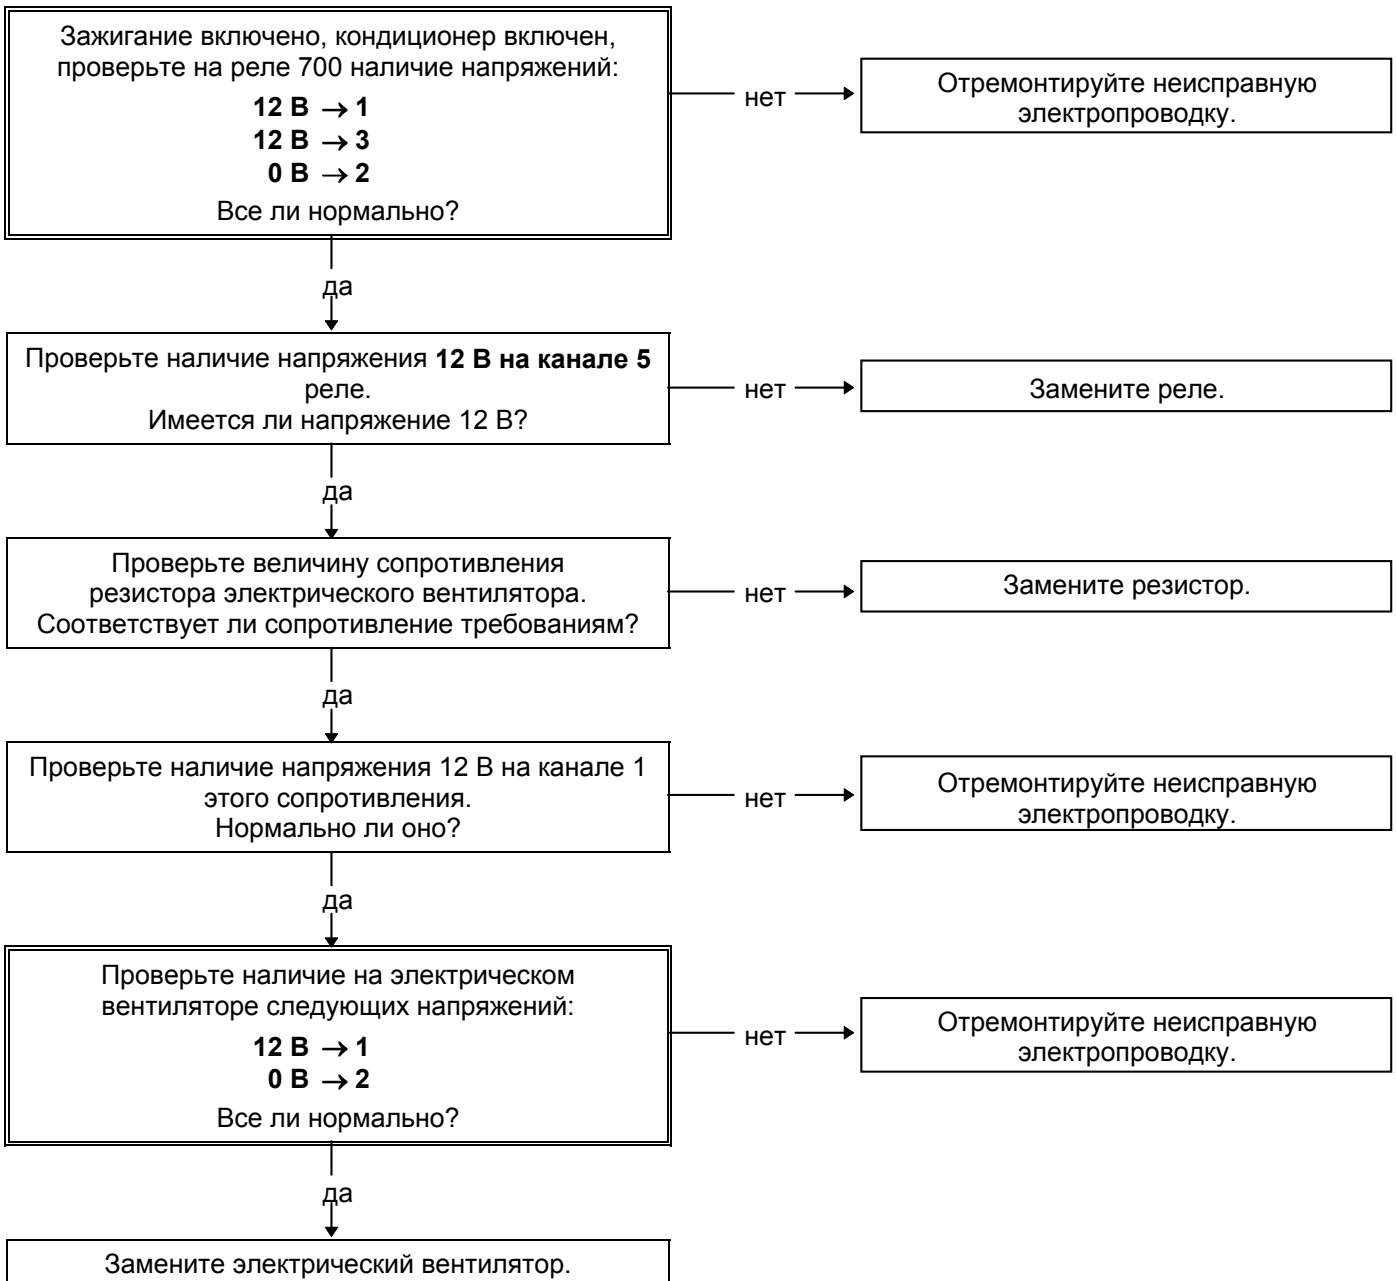 Зажигание включено, кондиционер включен,
проверьте на реле 700 наличие напряжений:
12 В → 1
12 В → 3
0 В → 2
Все ли нормально?
нет
Отремонтируйте неисправную
электропроводку.
да
Проверьте наличие напряжения 12 В на канале 5
реле.
Имеется ли напряжение 12 В?
нет
Замените реле.
да
Проверьте величину сопротивления
резистора электрического вентилятора.
Соответствует ли сопротивление требованиям?
нет
Замените резистор.
да
Проверьте наличие напряжения 12 В на канале 1
этого сопротивления.
Нормально ли оно?
нет
Отремонтируйте неисправную
электропроводку.
да
Проверьте наличие на электрическом
вентиляторе следующих напряжений:
12 В → 1
0 В → 2
Все ли нормально?
нет
Отремонтируйте неисправную
электропроводку.
да
Замените электрический вентилятор.